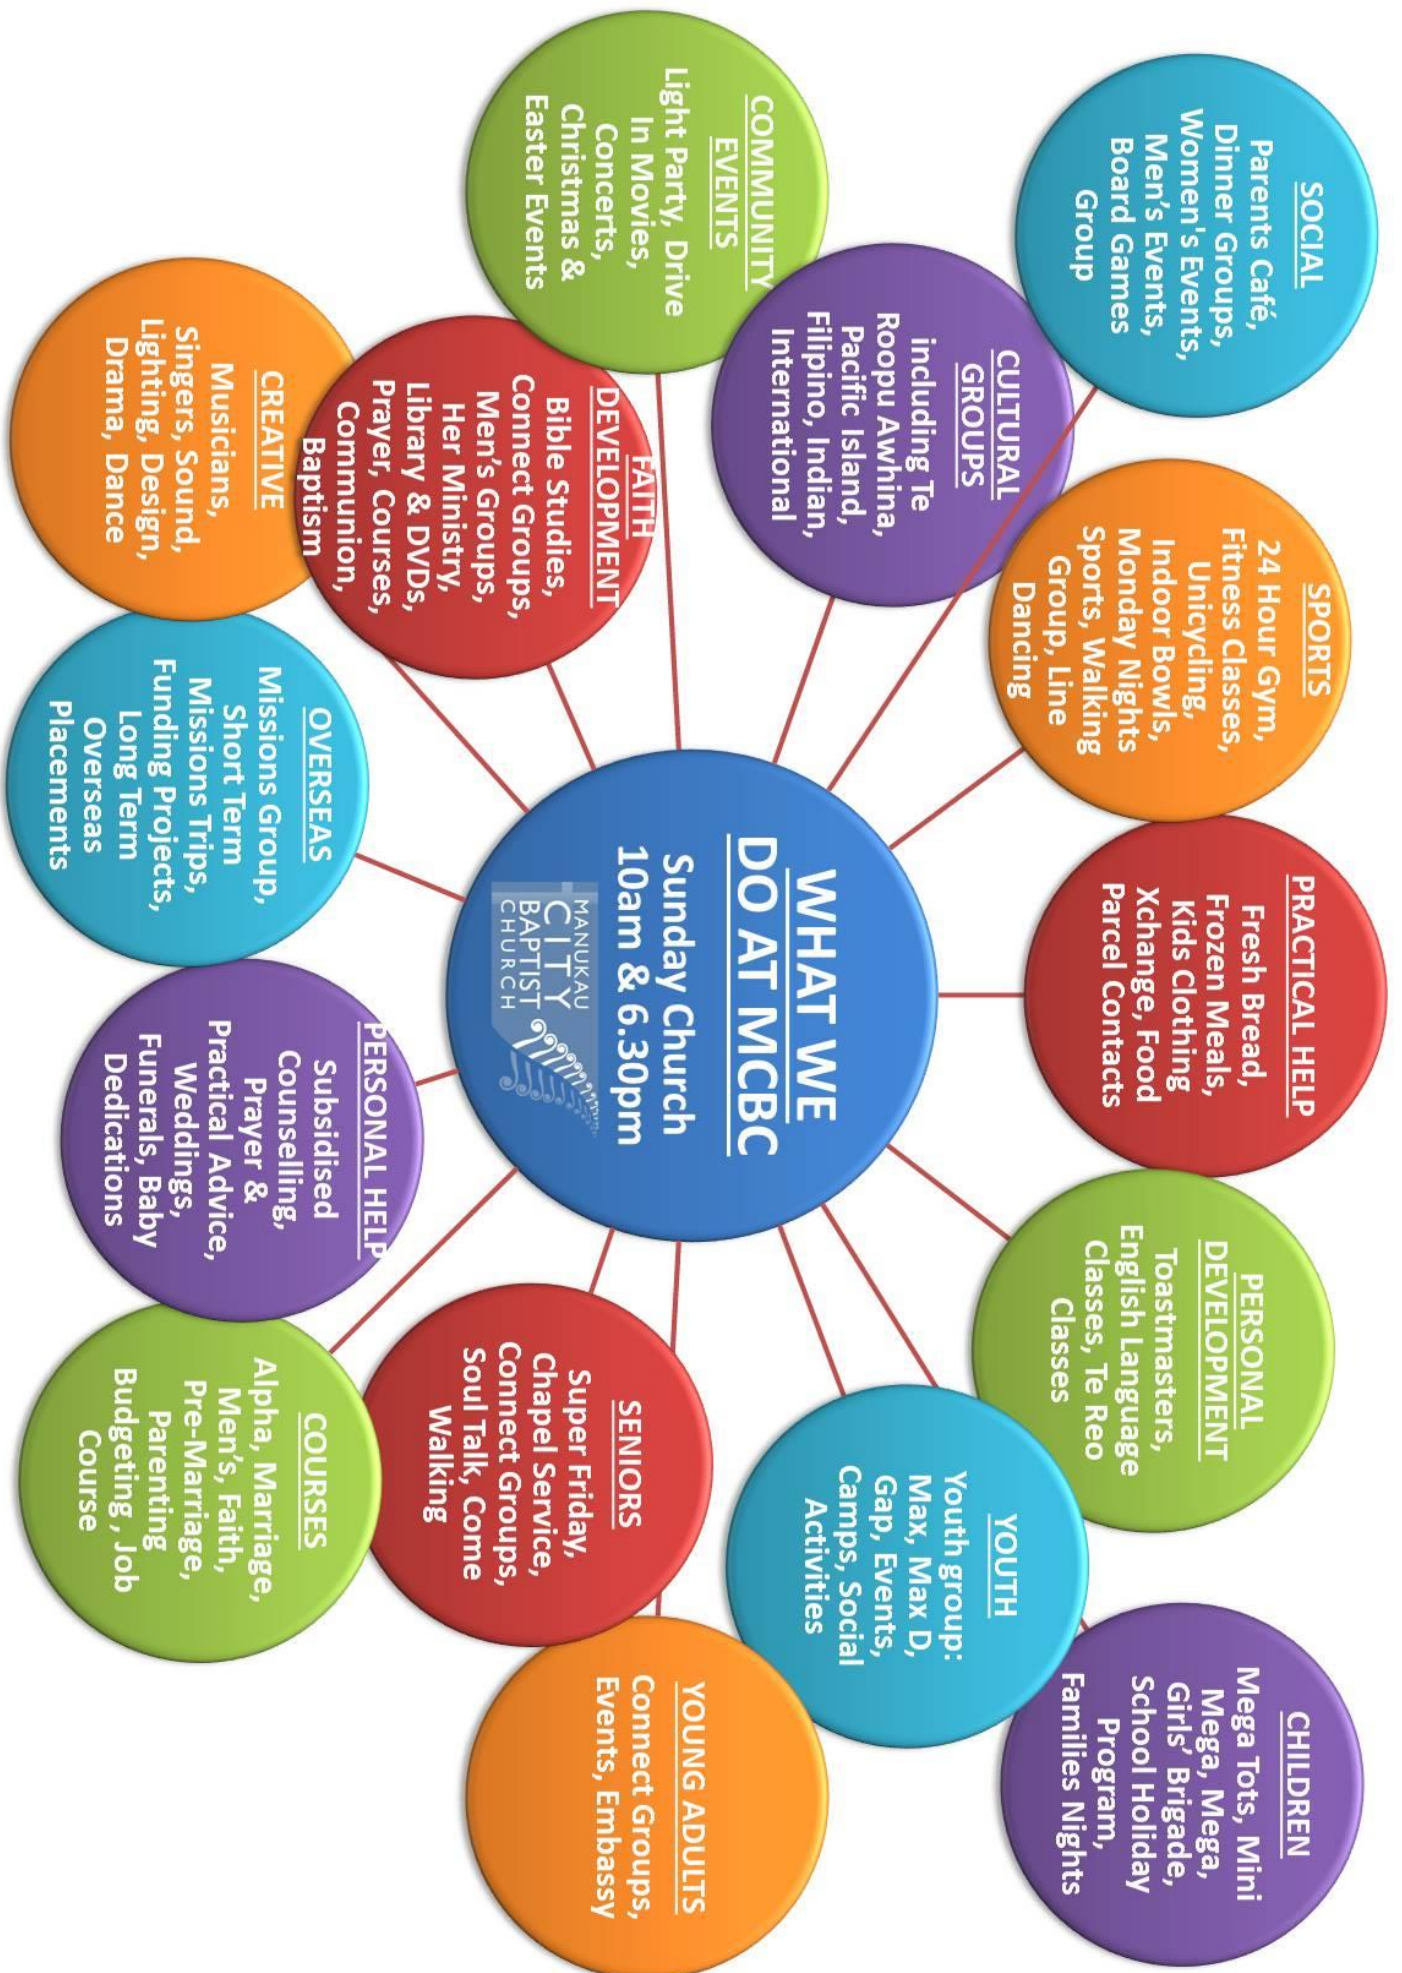 WHAT WE
DO AT MCBC
Sunday Church
10am & 6.30pm
MANUKAU
CITY
BAPTIST
CHURCH
SOCIAL
Parents Café,
Dinner Groups,
Women's Events,
Men's Events,
Board Games
Group
SPORTS
24 Hour Gym,
Fitness Classes,
Unicycling,
Indoor Bowls,
Monday Nights
Sports, Walking
Group, Line
Dancing
PRACTICAL HELP
Fresh Bread,
Frozen Meals,
Kids Clothing
Xchange, Food
Parcel Contacts
PERSONAL
DEVELOPMENT
Toastmasters,
English Language
Classes, Te Reo
Classes
CHILDREN
Mega Tots, Mini
Mega, Mega,
Girls' Brigade,
School Holiday
Program,
Families Nights
YOUTH
Youth group:
Max, Max D,
Gap, Events,
Camps, Social
Activities
YOUNG ADULTS
Connect Groups,
Events, Embassy
SENIORS
Super Friday,
Chapel Service,
Connect Groups,
Soul Talk, Come
Walking
COURSES
Alpha, Marriage,
Men's, Faith,
Pre-Marriage,
Parenting
Budgeting , Job
Course
PERSONAL HELP
Subsidised
Counselling,
Prayer &
Practical Advice,
Weddings,
Funerals, Baby
Dedications
OVERSEAS
Missions Group,
Short Term
Missions Trips,
Funding Projects,
Long Term
Overseas
Placements
CREATIVE
Musicians,
Singers, Sound,
Lighting, Design,
Drama, Dance
FAITH
DEVELOPMENT
Bible Studies,
Connect Groups,
Men's Groups,
Her Ministry,
Library & DVDs,
Prayer, Courses,
Communion,
Baptism
COMMUNITY
EVENTS
Light Party, Drive
In Movies,
Concerts,
Christmas &
Easter Events
CULTURAL
GROUPS
including Te
Roopu Awhina,
Pacific Island,
Filipino, Indian,
International